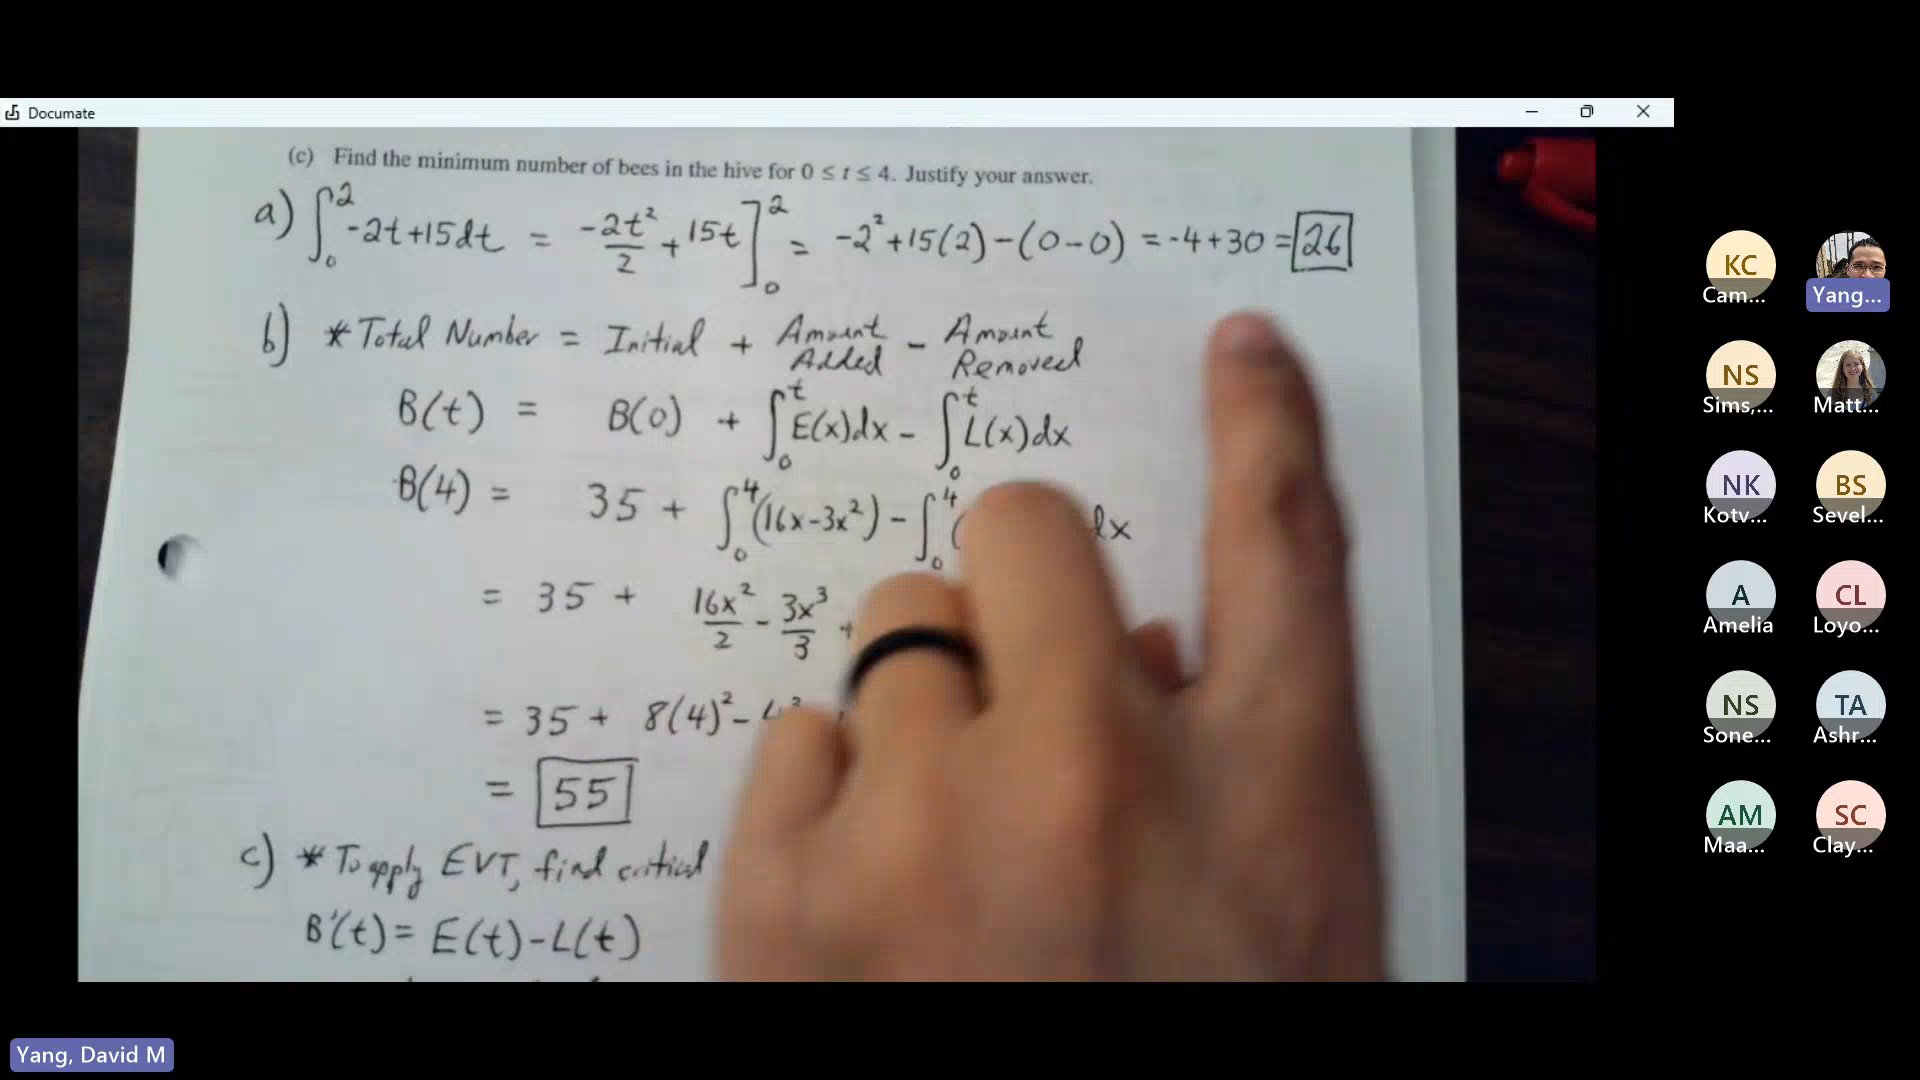 Documate
(c) Find the minimum number of bees in the hive for 0 ≤ t ≤ 4. Justify your answer.
a) ∫₀² -2t+15dt = -2t²/2 + 15t]₀² = -2²+15(2)-(0-0) = -4+30 = 26
b) * Total Number = Initial + Amount Added - Amount Removed
B(t) = B(0) + ∫₀ᵗ E(x)dx - ∫₀ᵗ L(x)dx
B(4) = 35 + ∫₀⁴ (16x-3x²) - ∫₀⁴ ( dx
= 35 + 16x²/2 - 3x³/3 +
= 35 + 8(4)² -
= 55
c) * To apply EVT, find critical
B'(t) = E(t)-L(t)
KC
Cam...
Yang...
NS
Sims,...
Matt...
NK
Kotv...
BS
Sevel...
A
Amelia
CL
Loyo...
NS
Sone...
TA
Ashr...
AM
Maa...
SC
Clay...
Yang, David M